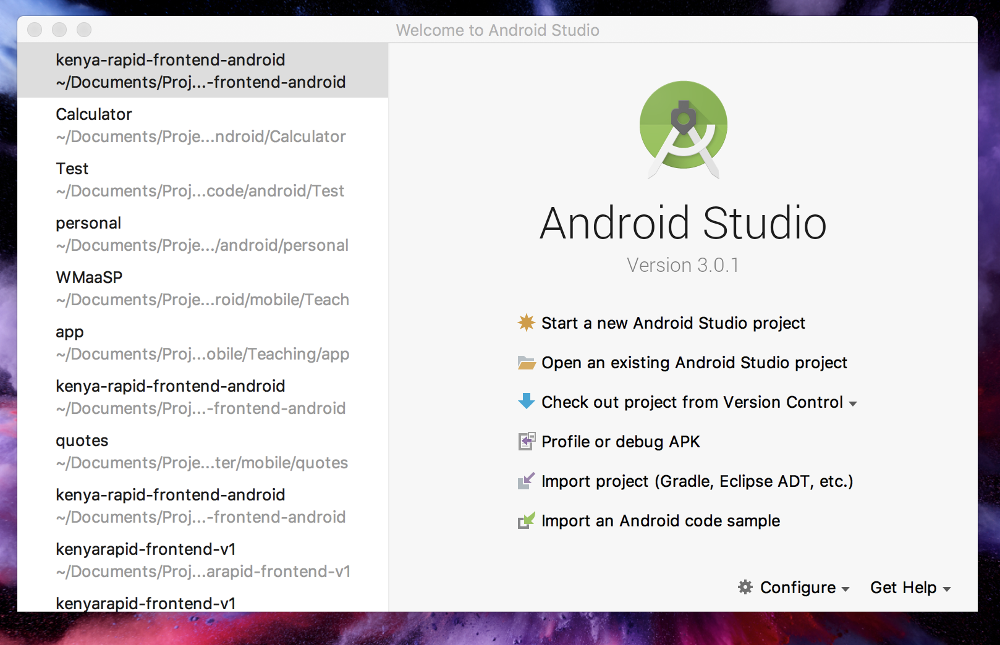 Welcome to Android Studio
kenya-rapid-frontend-android
~/Documents/Proj...-frontend-android
Calculator
~/Documents/Proje...ndroid/Calculator
Test
~/Documents/Proj...code/android/Test
personal
~/Documents/Proje.../android/personal
WMaaSP
~/Documents/Proje...roid/mobile/Teach
app
~/Documents/Proj...obile/Teaching/app
kenya-rapid-frontend-android
~/Documents/Proj...-frontend-android
quotes
~/Documents/Proje...ter/mobile/quotes
kenya-rapid-frontend-android
~/Documents/Proj...-frontend-android
kenyarapid-frontend-v1
~/Documents/Proj...arapid-frontend-v1
kenyarapid-frontend-v1
Android Studio
Version 3.0.1
Start a new Android Studio project
Open an existing Android Studio project
Check out project from Version Control
Profile or debug APK
Import project (Gradle, Eclipse ADT, etc.)
Import an Android code sample
Configure
Get Help